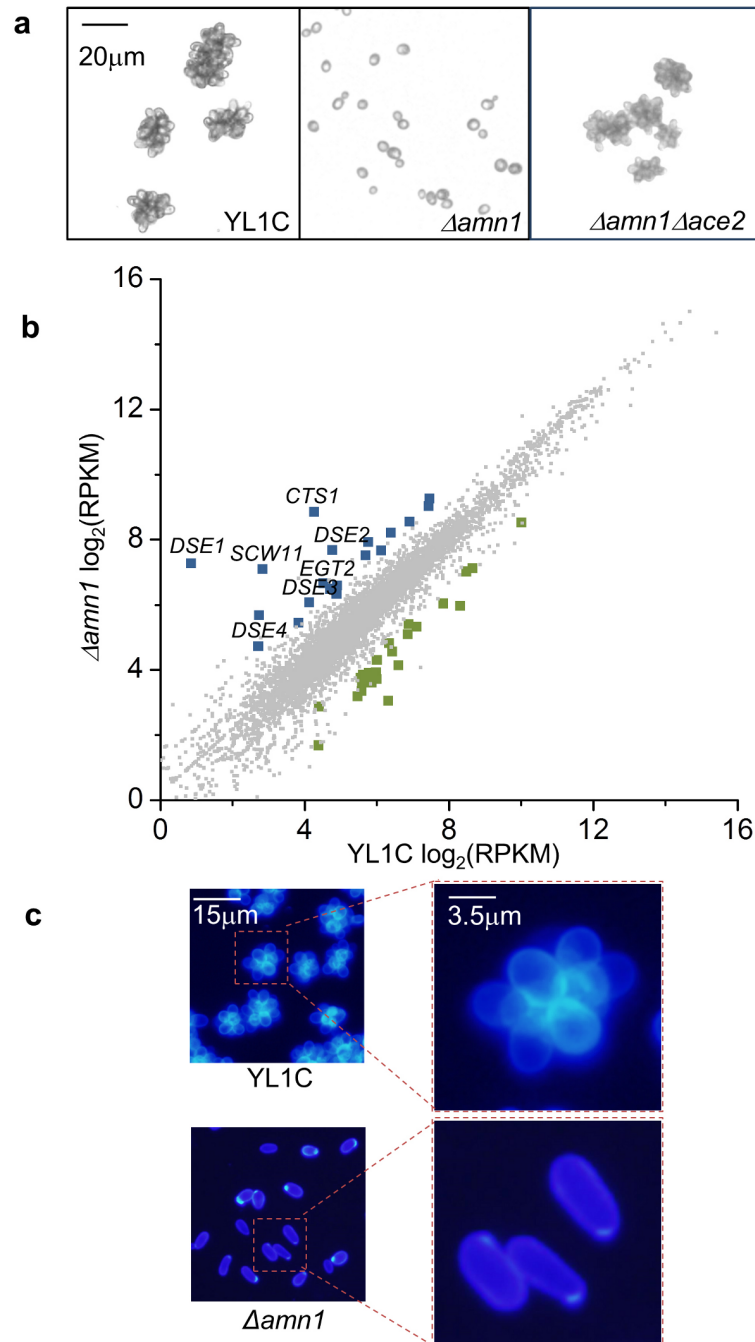 a
20μm
YL1C
Δamn1
Δamn1Δace2
b
16
12
8
4
0
Δamn1 log2(RPKM)
CTS1
DSE1
SCW11
DSE2
EGT2
DSE3
DSE4
0
4
8
12
16
YL1C log2(RPKM)
c
15μm
3.5μm
YL1C
Δamn1